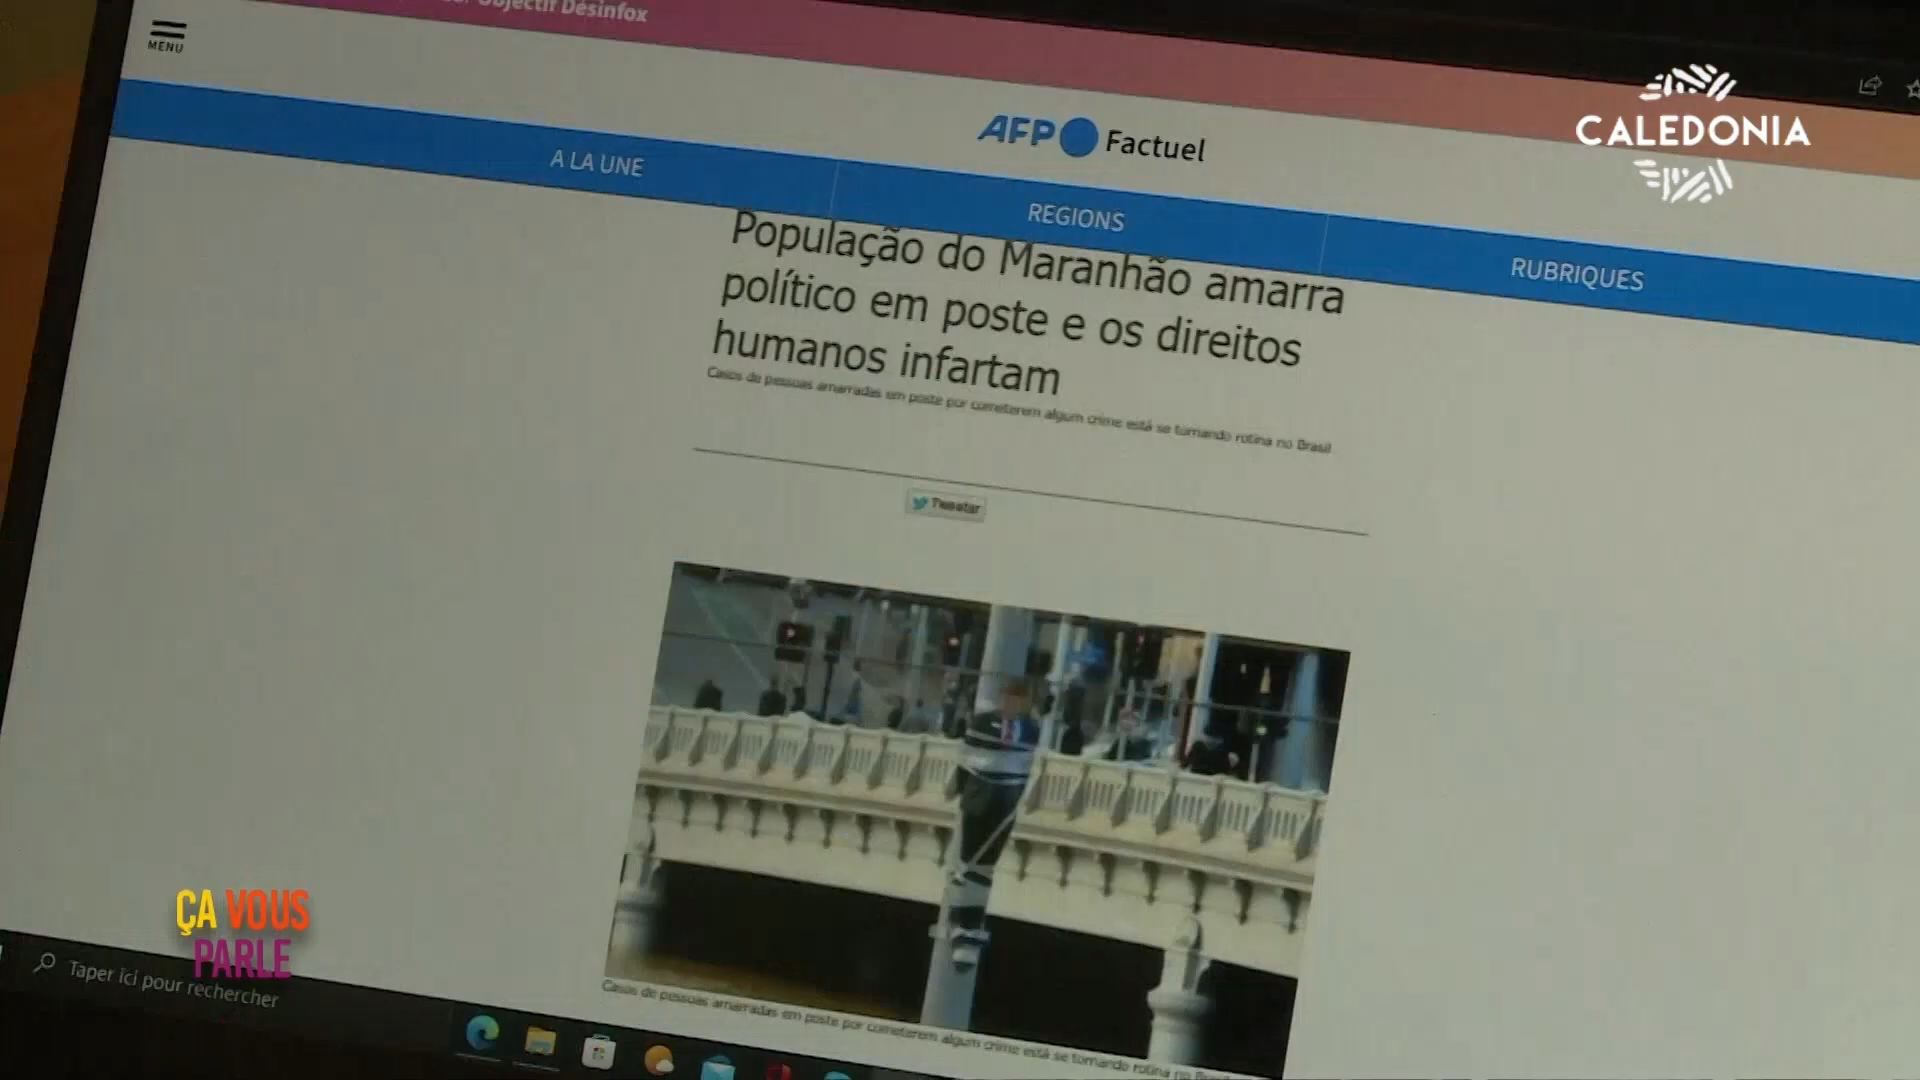 Objectif Désinfox
MENU
CALEDONIA
AFP Factuel
A LA UNE
REGIONS
RUBRIQUES
População do Maranhão amarra
político em poste e os direitos
humanos infartam
Casos de pessoas amarradas em poste por cometerem algum crime está se tornando rotina no Brasil
Tweetar
Casos de pessoas amarradas em poste por cometerem algum crime está se tornando rotina no Brasil
ÇA VOUS
PARLE
Taper ici pour rechercher